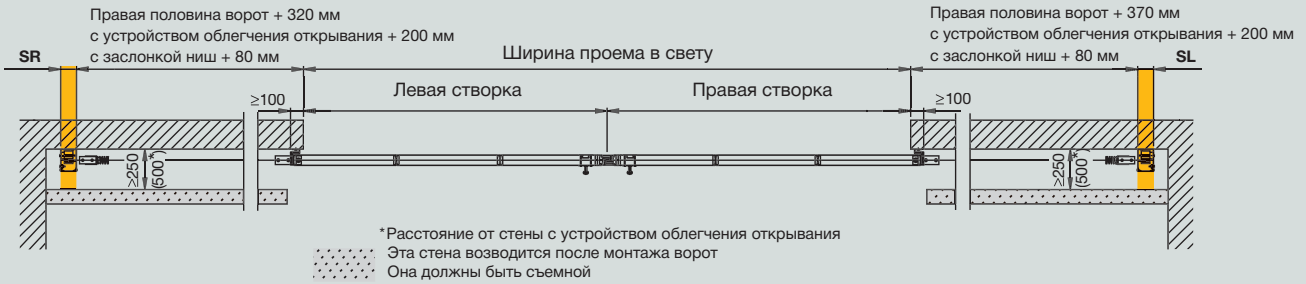 Правая половина ворот + 320 мм
с устройством облегчения открывания + 200 мм
с заслонкой ниш + 80 мм
SR
Ширина проема в свету
Правая половина ворот + 370 мм
с устройством облегчения открывания + 200 мм
с заслонкой ниш + 80 мм
SL
≥100
Левая створка
Правая створка
≥100
≥250
(500*)
≥250
(500*)
*Расстояние от стены с устройством облегчения открывания
Эта стена возводится после монтажа ворот
Она должны быть съемной